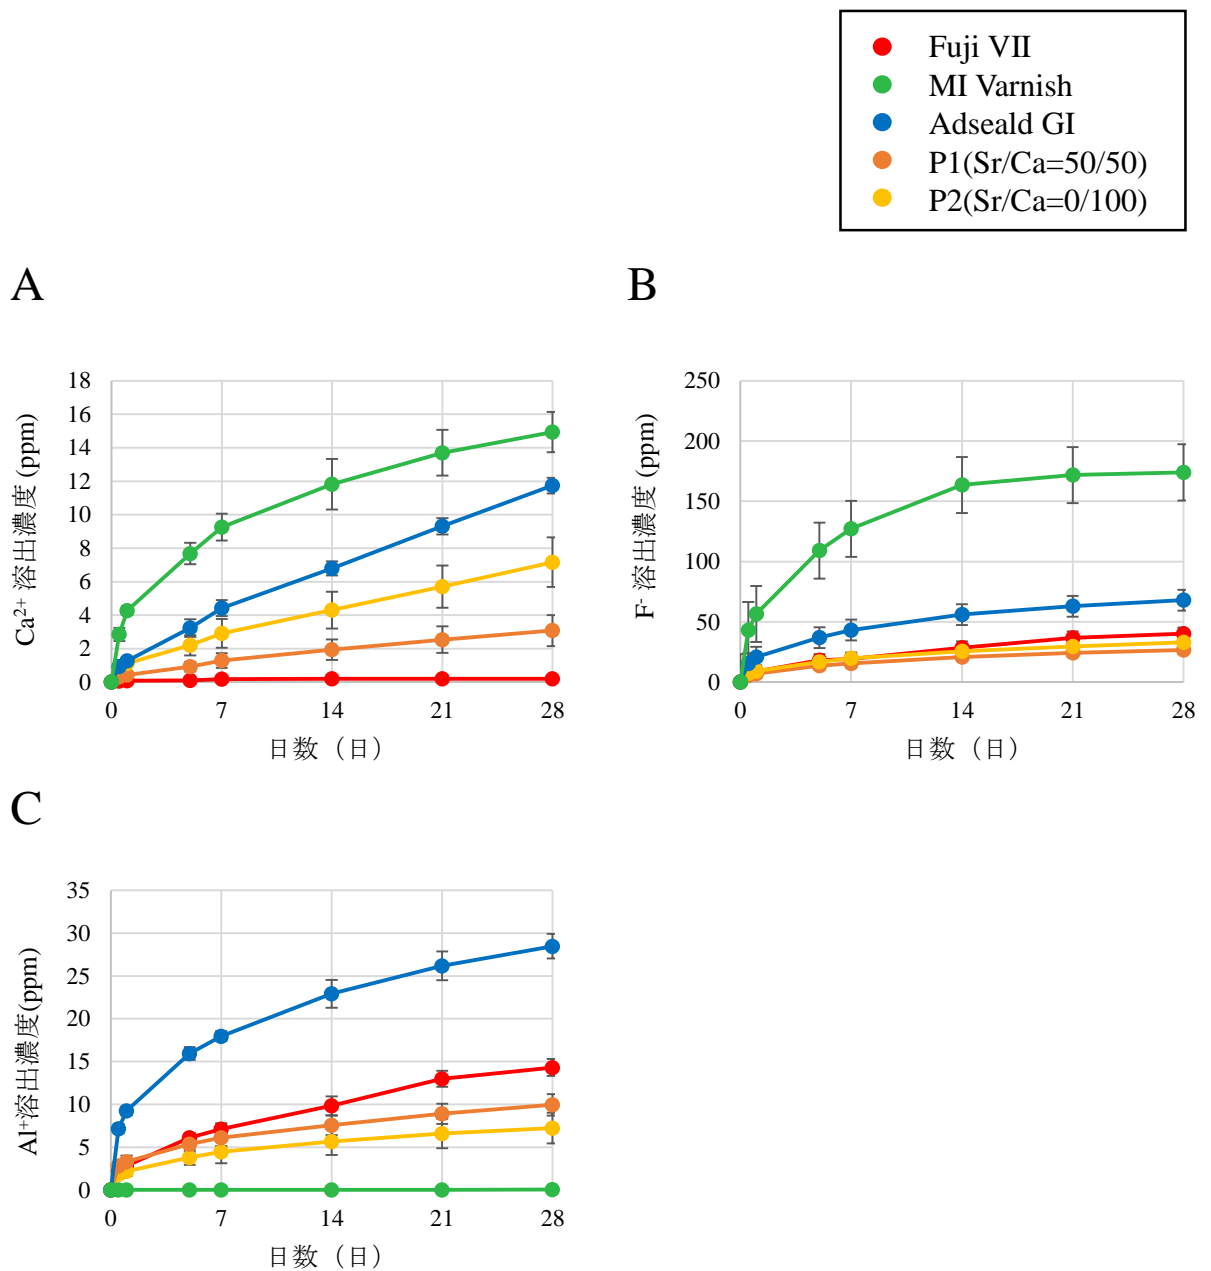 Fuji VII
MI Varnish
Adseald GI
P1(Sr/Ca=50/50)
P2(Sr/Ca=0/100)
A
Ca²⁺ 溶出濃度 (ppm)
18
16
14
12
10
8
6
4
2
0
0 7 14 21 28
日数（日）
B
F⁻ 溶出濃度 (ppm)
250
200
150
100
50
0
0 7 14 21 28
日数（日）
C
Al⁺溶出濃度(ppm)
35
30
25
20
15
10
5
0
0 7 14 21 28
日数（日）